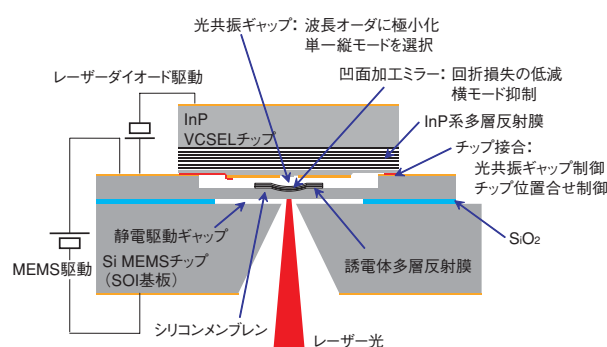 光共振ギャップ：波長オーダに極小化
単一縦モードを選択
凹面加工ミラー：回折損失の低減
横モード抑制
レーザーダイオード駆動
InP
VCSELチップ
InP系多層反射膜
チップ接合：
光共振ギャップ制御
チップ位置合せ制御
SiO₂
静電駆動ギャップ
MEMS駆動
Si MEMSチップ
（SOI基板）
誘電体多層反射膜
シリコンメンブレン
レーザー光